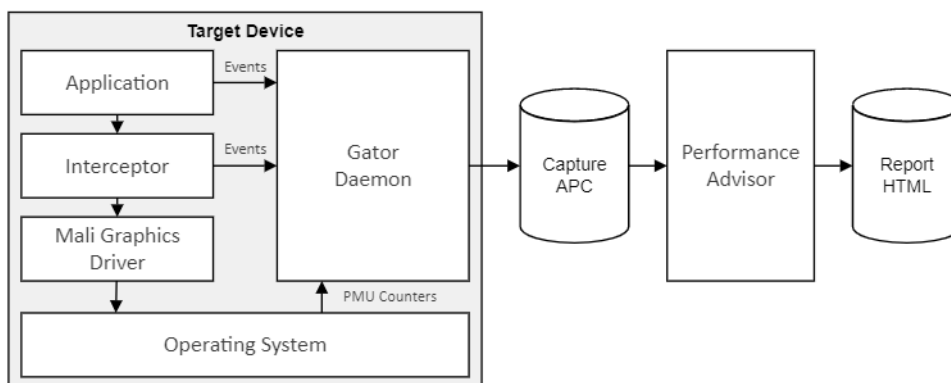 Target Device
Application
Events
Interceptor
Events
Gator
Daemon
Mali Graphics
Driver
PMU Counters
Operating System
Capture
APC
Performance
Advisor
Report
HTML